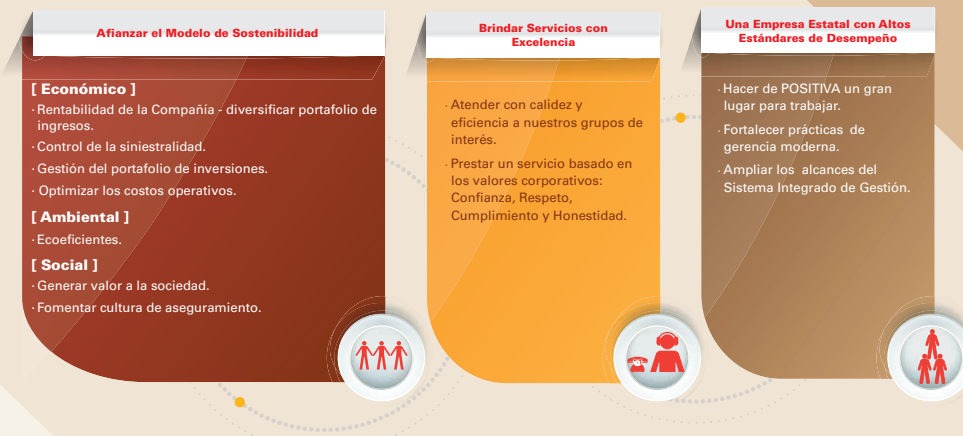 Afianzar el Modelo de Sostenibilidad
[ Económico ]
· Rentabilidad de la Compañía - diversificar portafolio de
ingresos.
· Control de la siniestralidad.
· Gestión del portafolio de inversiones.
· Optimizar los costos operativos.
[ Ambiental ]
· Ecoeficientes.
[ Social ]
· Generar valor a la sociedad.
· Fomentar cultura de aseguramiento.
Brindar Servicios con
Excelencia
· Atender con calidez y
eficiencia a nuestros grupos de
interés.
· Prestar un servicio basado en
los valores corporativos:
Confianza, Respeto,
Cumplimiento y Honestidad.
Una Empresa Estatal con Altos
Estándares de Desempeño
· Hacer de POSITIVA un gran
lugar para trabajar.
· Fortalecer prácticas de
gerencia moderna.
· Ampliar los alcances del
Sistema Integrado de Gestión.